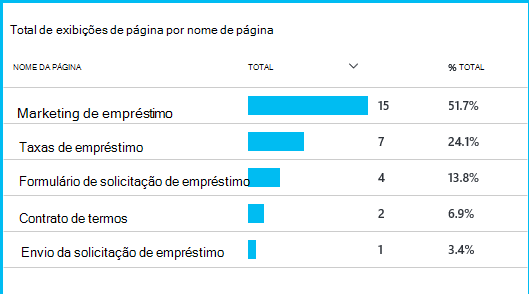 Total de exibições de página por nome de página
NOME DA PÁGINA TOTAL % TOTAL
Marketing de empréstimo 15 51.7%
Taxas de empréstimo 7 24.1%
Formulário de solicitação de empréstimo 4 13.8%
Contrato de termos 2 6.9%
Envio da solicitação de empréstimo 1 3.4%